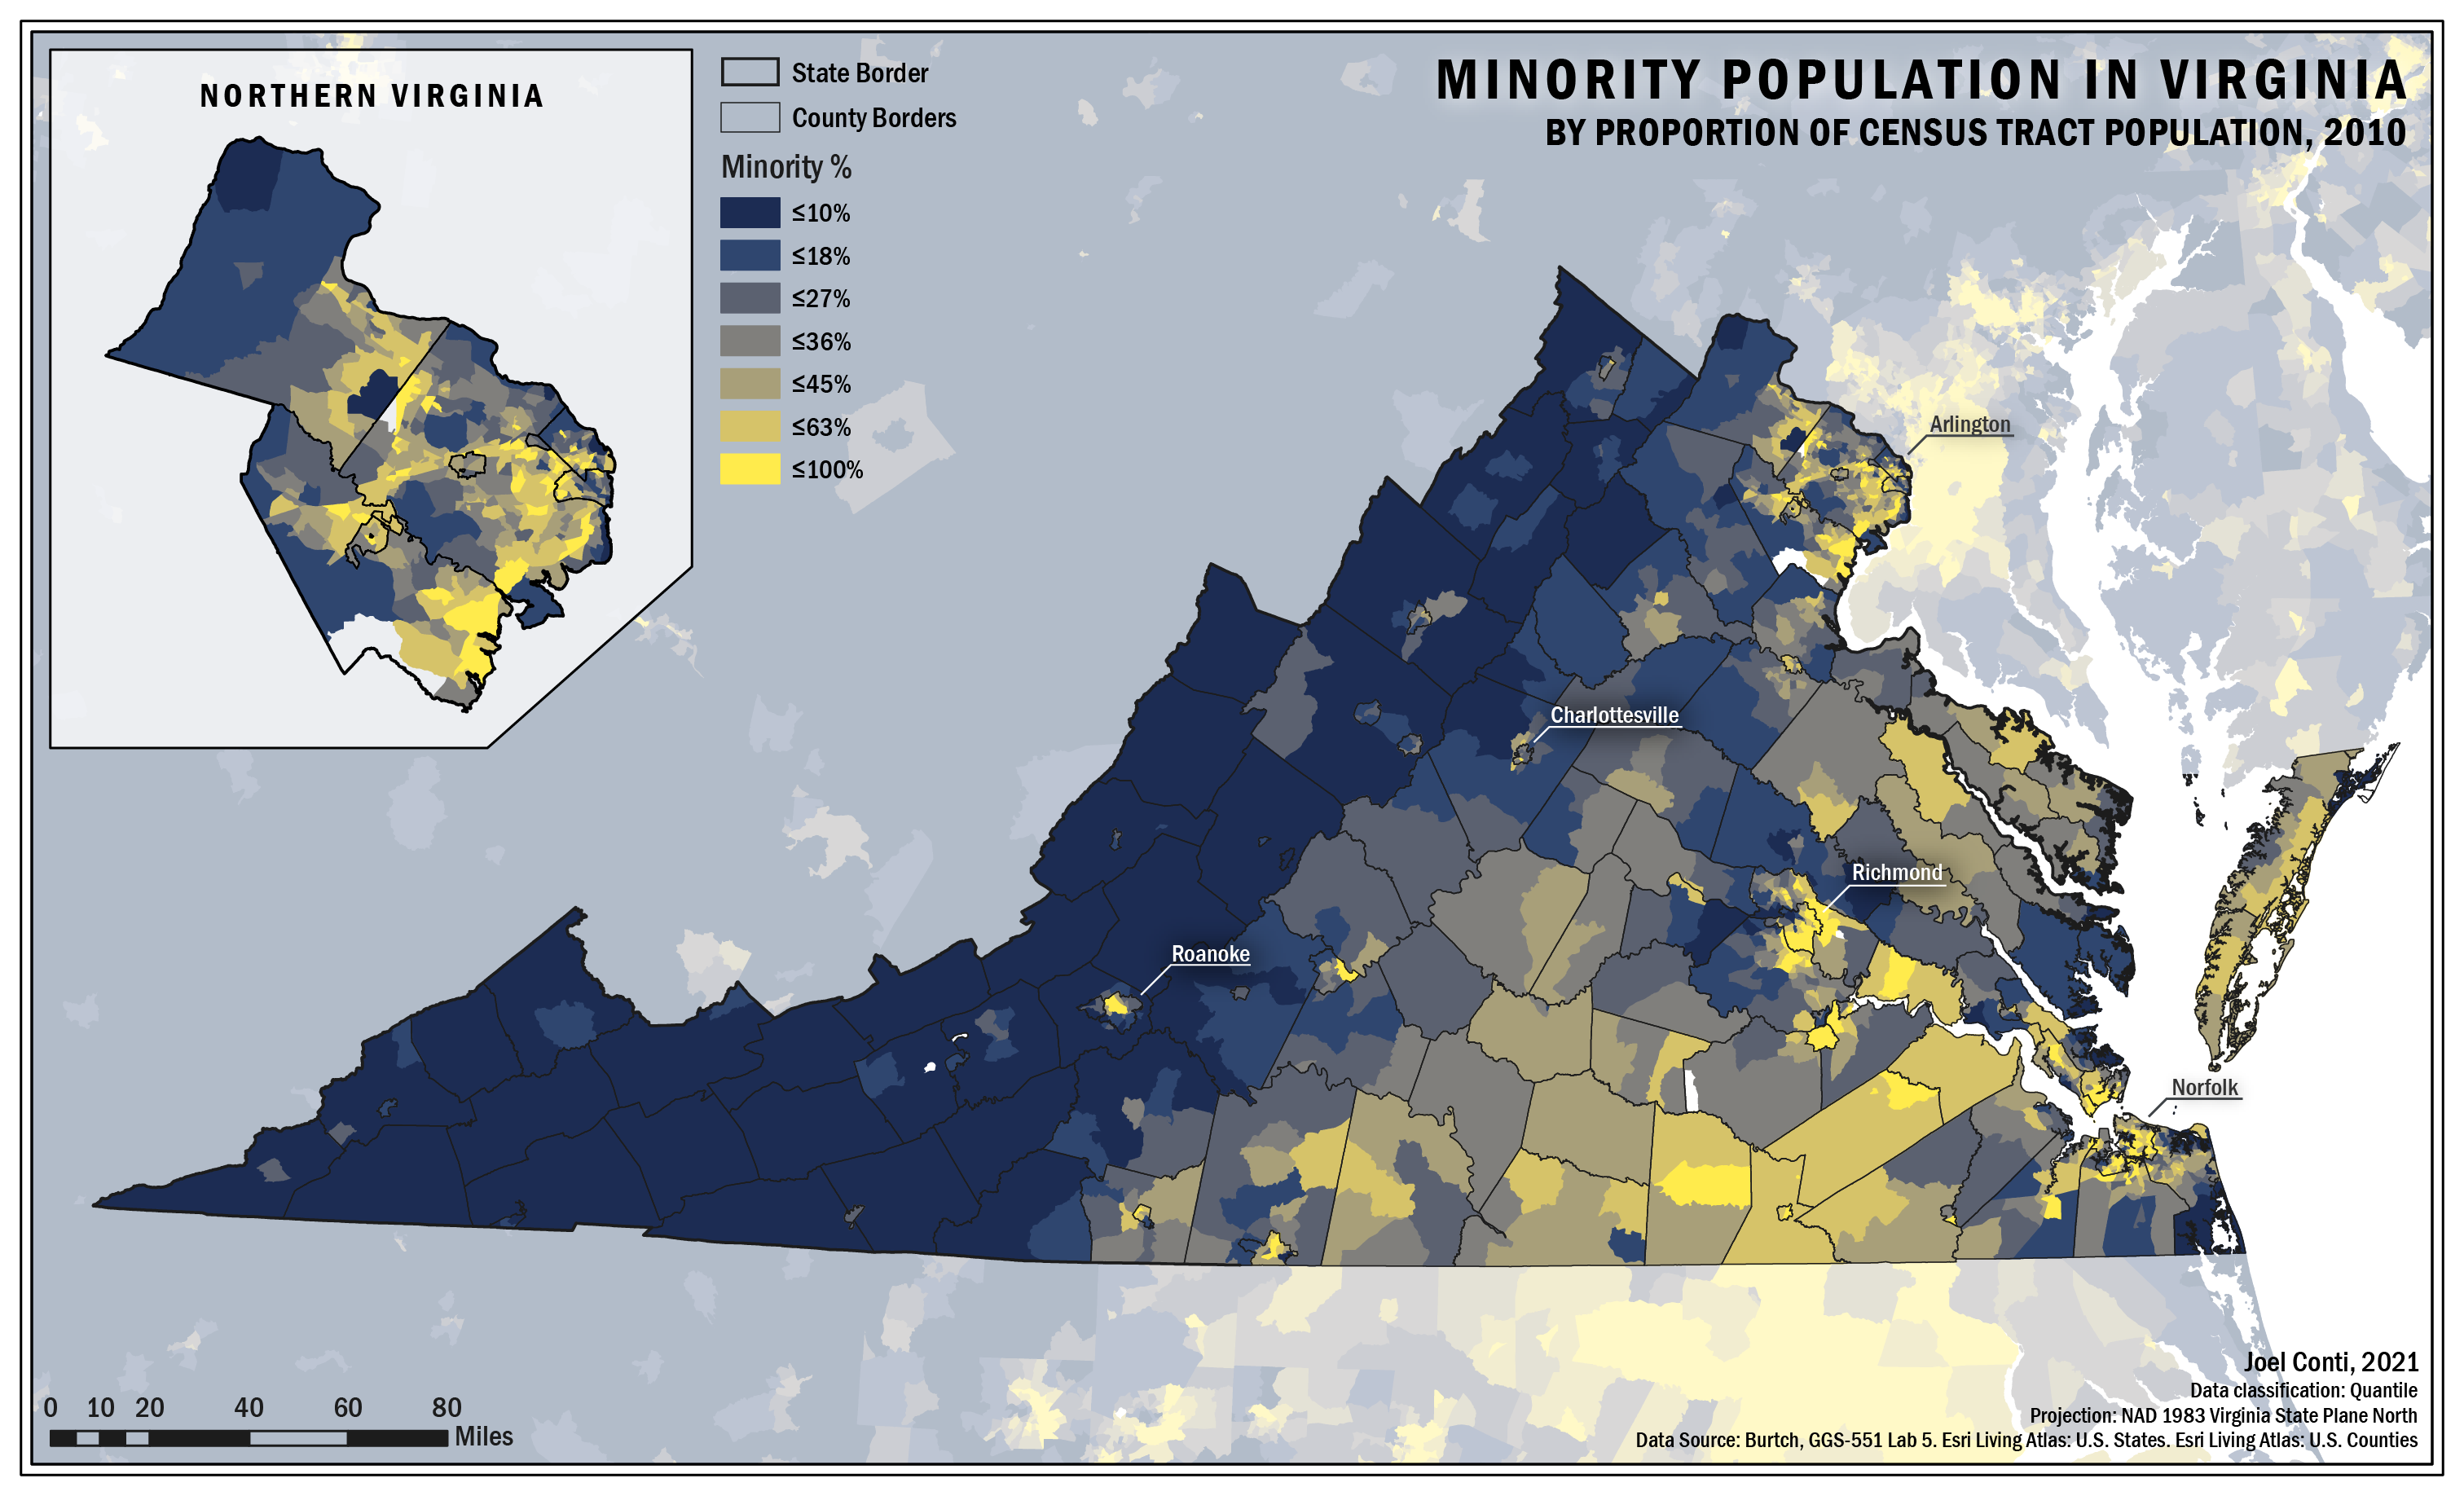 MINORITY POPULATION IN VIRGINIA
BY PROPORTION OF CENSUS TRACT POPULATION, 2010
NORTHERN VIRGINIA
State Border
County Borders
Minority %
≤10%
≤18%
≤27%
≤36%
≤45%
≤63%
≤100%
Arlington
Charlottesville
Richmond
Roanoke
Norfolk
0 10 20 40 60 80
Miles
Joel Conti, 2021
Data classification: Quantile
Projection: NAD 1983 Virginia State Plane North
Data Source: Burtch, GGS-551 Lab 5. Esri Living Atlas: U.S. States. Esri Living Atlas: U.S. Counties